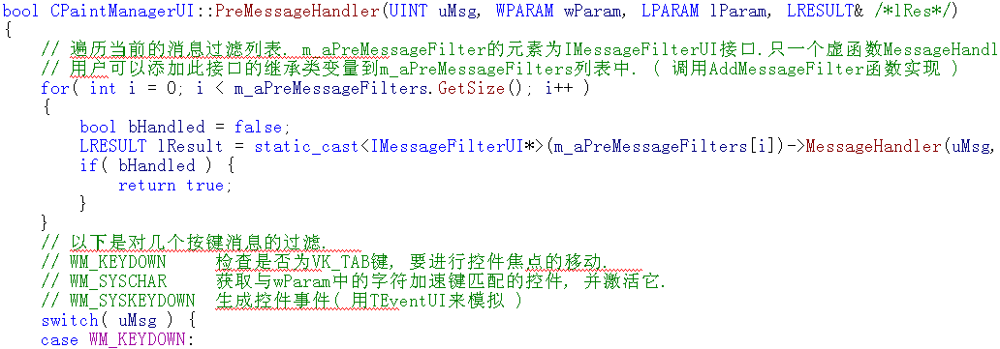 bool CPaintManagerUI::PreMessageHandler(UINT uMsg, WPARAM wParam, LPARAM lParam, LRESULT& /*lRes*/)
{
// 遍历当前的消息过滤列表. m_aPreMessageFilter的元素为IMessageFilterUI接口.只一个虚函数MessageHandl
// 用户可以添加此接口的继承类变量到m_aPreMessageFilters列表中. ( 调用AddMessageFilter函数实现 )
for( int i = 0; i < m_aPreMessageFilters.GetSize(); i++ )
{
bool bHandled = false;
LRESULT lResult = static_cast<IMessageFilterUI*>(m_aPreMessageFilters[i])->MessageHandler(uMsg,
if( bHandled ) {
return true;
}
}
// 以下是对几个按键消息的过滤.
// WM_KEYDOWN 检查是否为VK_TAB键, 要进行控件焦点的移动.
// WM_SYSCHAR 获取与wParam中的字符加速键匹配的控件, 并激活它.
// WM_SYSKEYDOWN 生成控件事件( 用TEventUI来模拟 )
switch( uMsg ) {
case WM_KEYDOWN: